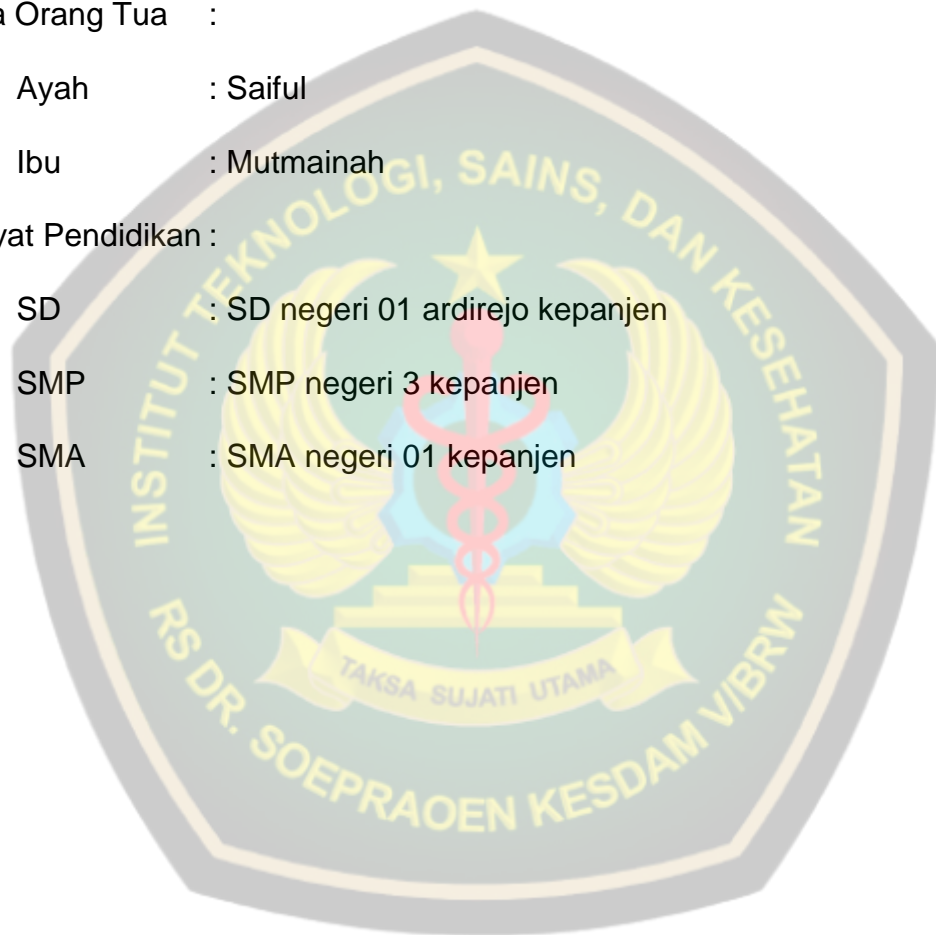 a Orang Tua :
Ayah : Saiful
Ibu : Mutmainah
yat Pendidikan :
SD : SD negeri 01 ardirejo kepanjen
SMP : SMP negeri 3 kepanjen
SMA : SMA negeri 01 kepanjen
INSTITUT TEKNOLOGI, SAINS, DAN KESEHATAN
TAKSA SUJATI UTAMA
RS DR. SOEPRAOEN KESDAM V/BRW